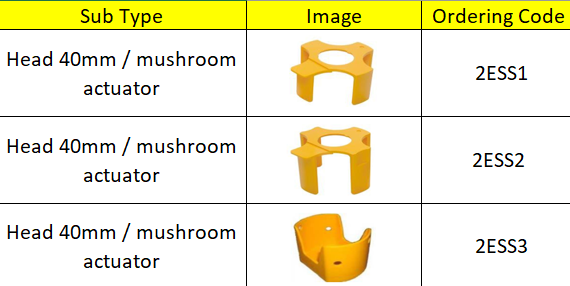 Sub Type Image Ordering Code
Head 40mm / mushroom
actuator
2ESS1
Head 40mm / mushroom
actuator
2ESS2
Head 40mm / mushroom
actuator
2ESS3